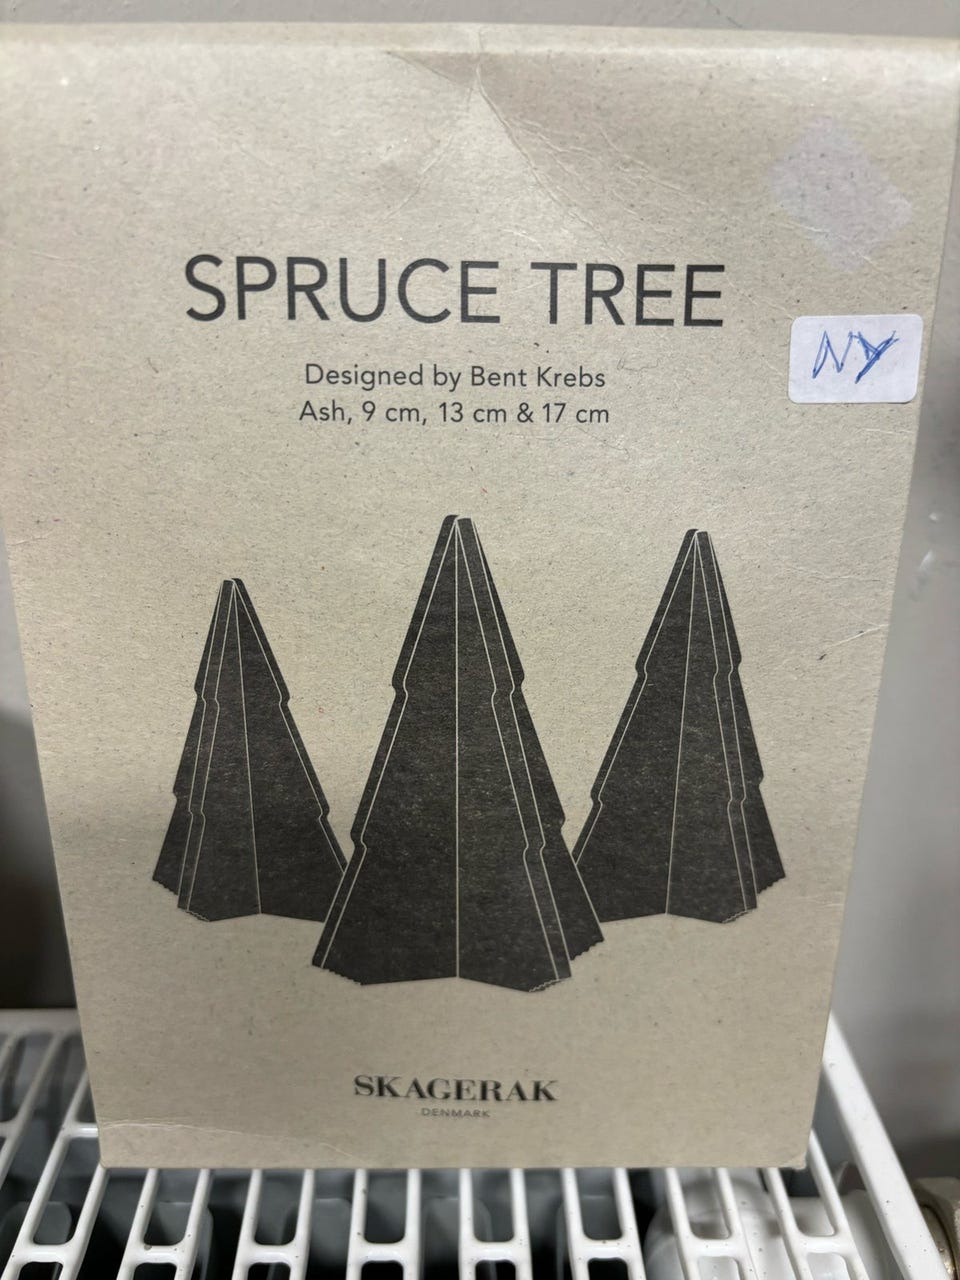 SPRUCE TREE
NY
Designed by Bent Krebs
Ash, 9 cm, 13 cm & 17 cm
SKAGERAK
DENMARK